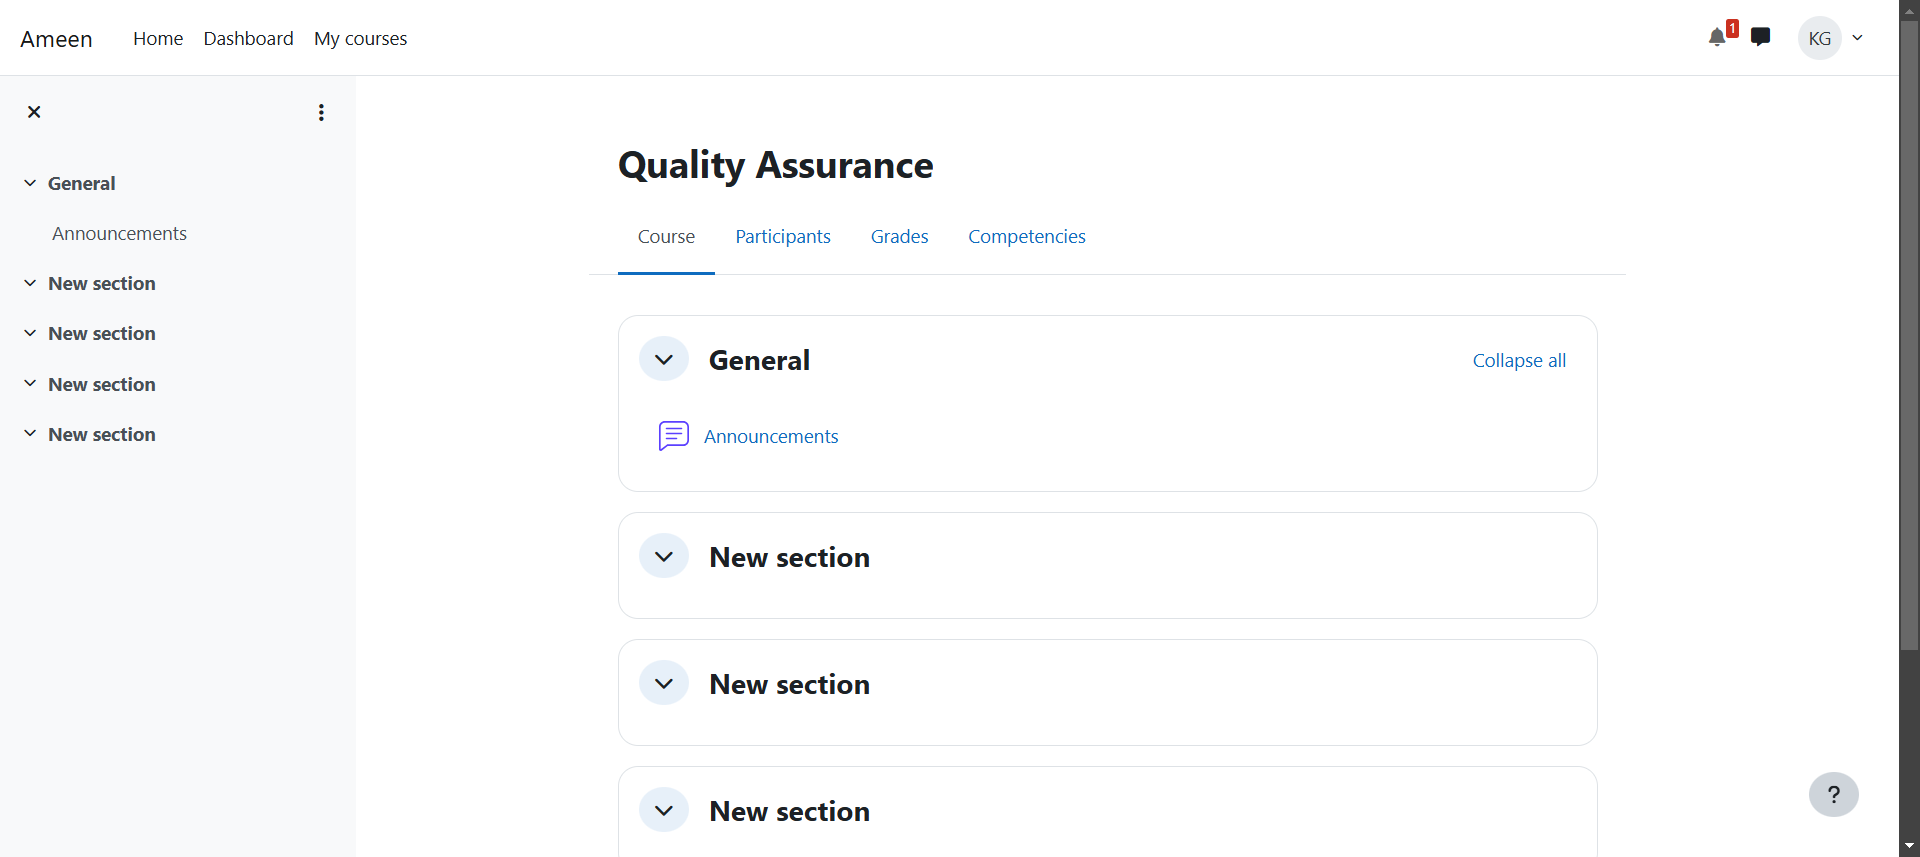 Ameen Home Dashboard My courses 1 KG
General
Announcements
New section
New section
New section
New section
Quality Assurance
Course Participants Grades Competencies
General Collapse all
Announcements
New section
New section
New section
?